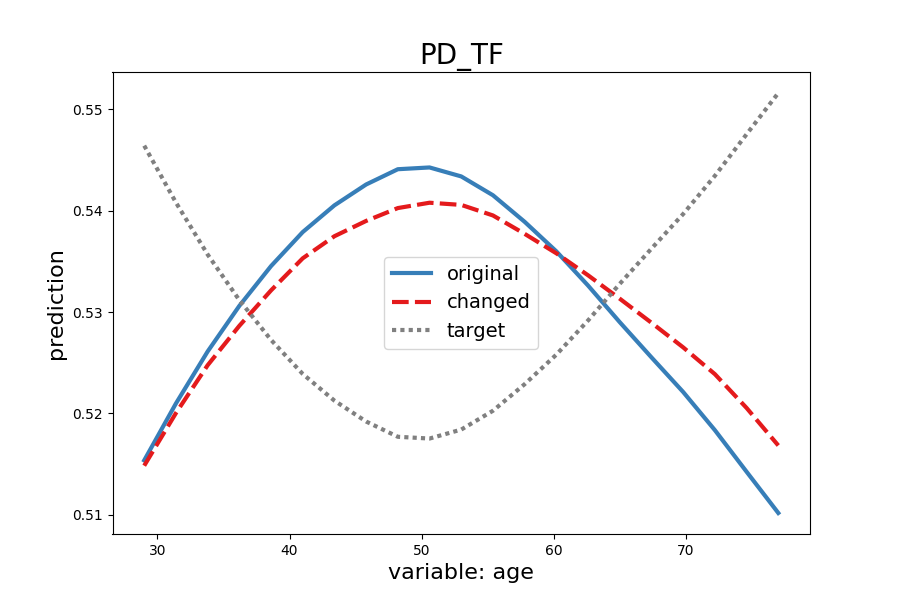 PD_TF
0.55
0.54
0.53
0.52
0.51
prediction
original
changed
target
30 40 50 60 70
variable: age